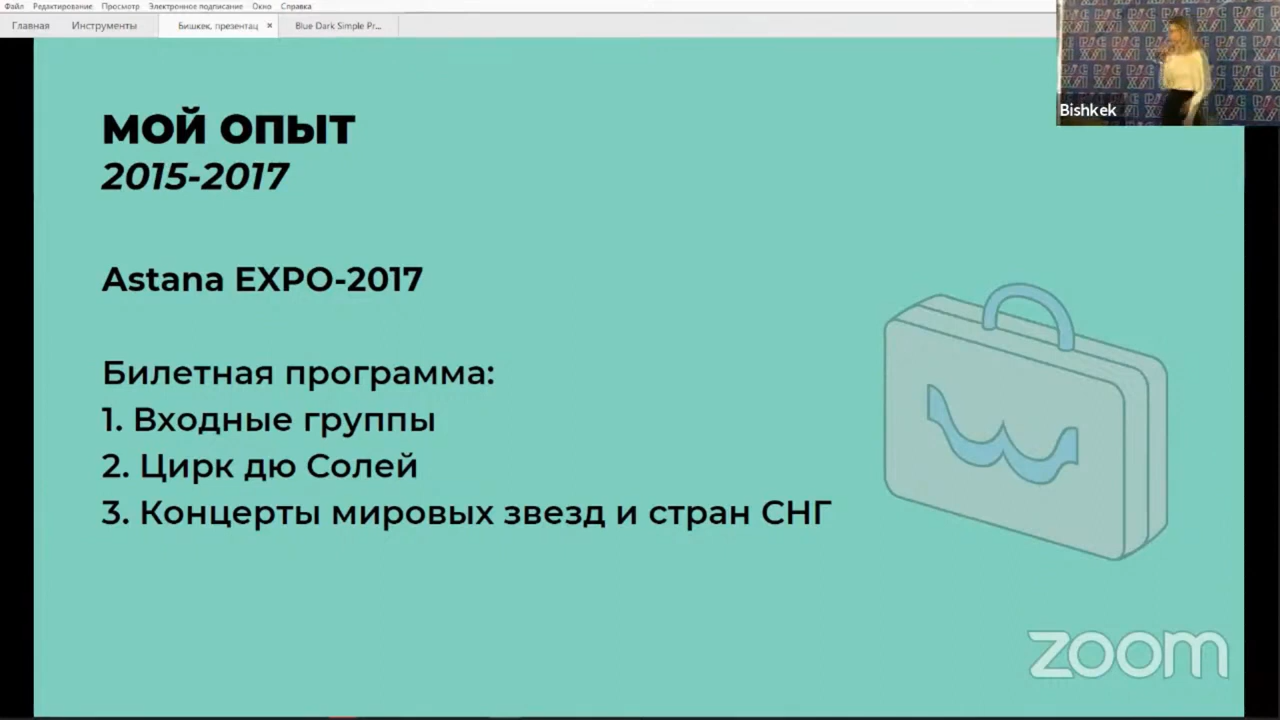 Файл Редактирование Просмотр Электронное подписание Окно Справка
Главная Инструменты Бишкек, презентац × Blue Dark Simple Pr...
Bishkek
МОЙ ОПЫТ
2015-2017
Astana EXPO-2017
Билетная программа:
1. Входные группы
2. Цирк дю Солей
3. Концерты мировых звезд и стран СНГ
zoom